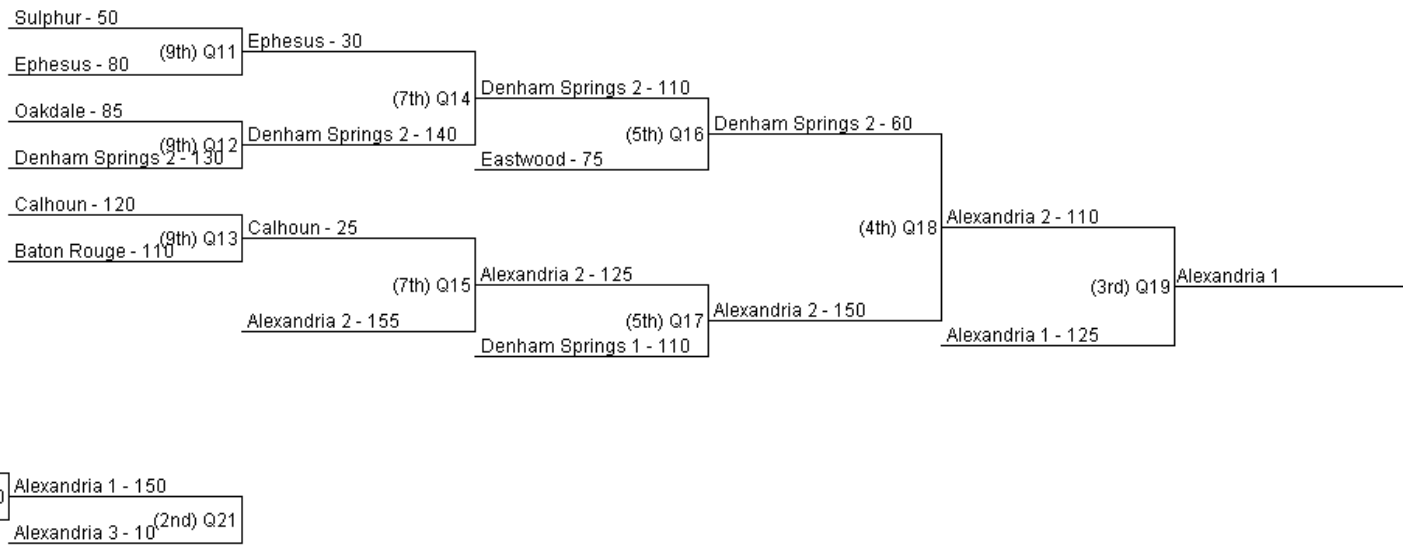 Sulphur - 50
(9th) Q11
Ephesus - 80
Ephesus - 30
Oakdale - 85
(9th) Q12
Denham Springs 2 - 130
Denham Springs 2 - 140
(7th) Q14
Calhoun - 120
(9th) Q13
Baton Rouge - 110
Calhoun - 25
(7th) Q15
Alexandria 2 - 155
Denham Springs 2 - 110
(5th) Q16
Eastwood - 75
Alexandria 2 - 125
(5th) Q17
Denham Springs 1 - 110
Denham Springs 2 - 60
(4th) Q18
Alexandria 2 - 150
Alexandria 2 - 110
(3rd) Q19
Alexandria 1 - 125
Alexandria 1
Alexandria 1 - 150
(2nd) Q21
Alexandria 3 - 10